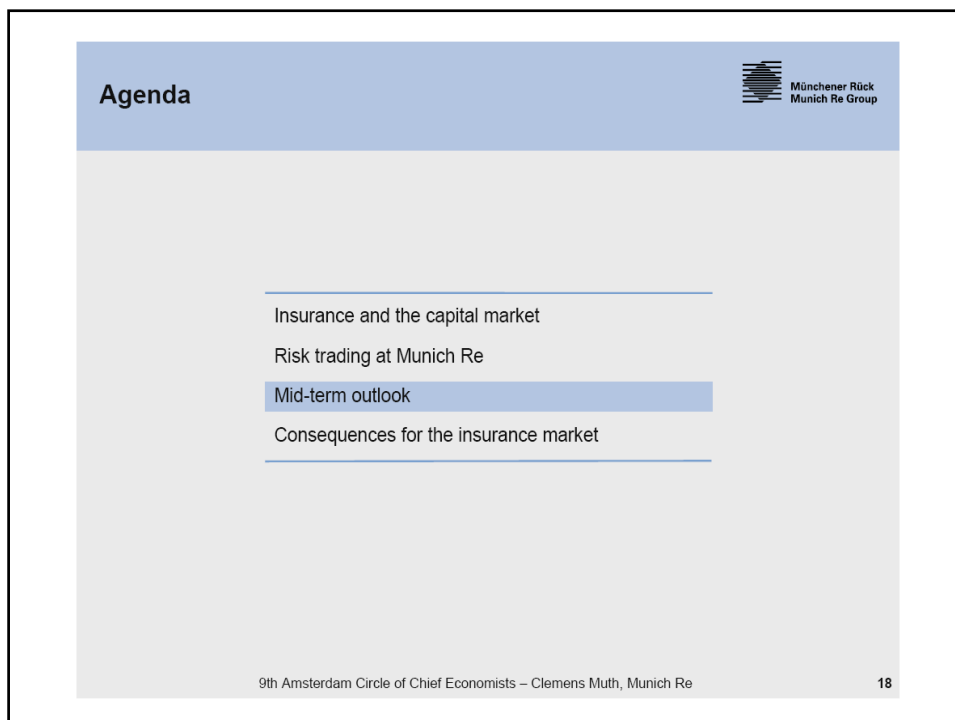 Agenda
Münchener Rück
Munich Re Group
Insurance and the capital market
Risk trading at Munich Re
Mid-term outlook
Consequences for the insurance market
9th Amsterdam Circle of Chief Economists – Clemens Muth, Munich Re
18